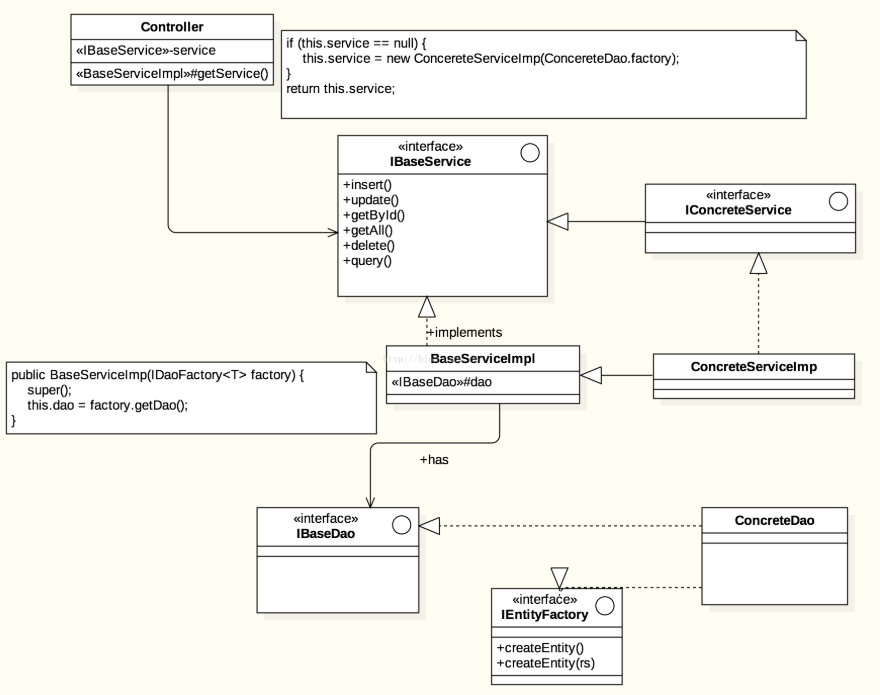 Controller
«IBaseService»-service
«BaseServiceImpl»#getService()
if (this.service == null) {
this.service = new ConcereteServiceImp(ConcereteDao.factory);
}
return this.service;
«interface»
IBaseService
+insert()
+update()
+getById()
+getAll()
+delete()
+query()
«interface»
IConcreteService
+implements
BaseServiceImpl
«IBaseDao»#dao
ConcreteServiceImp
public BaseServiceImp(IDaoFactory<T> factory) {
super();
this.dao = factory.getDao();
}
+has
«interface»
IBaseDao
ConcreteDao
«interface»
IEntityFactory
+createEntity()
+createEntity(rs)